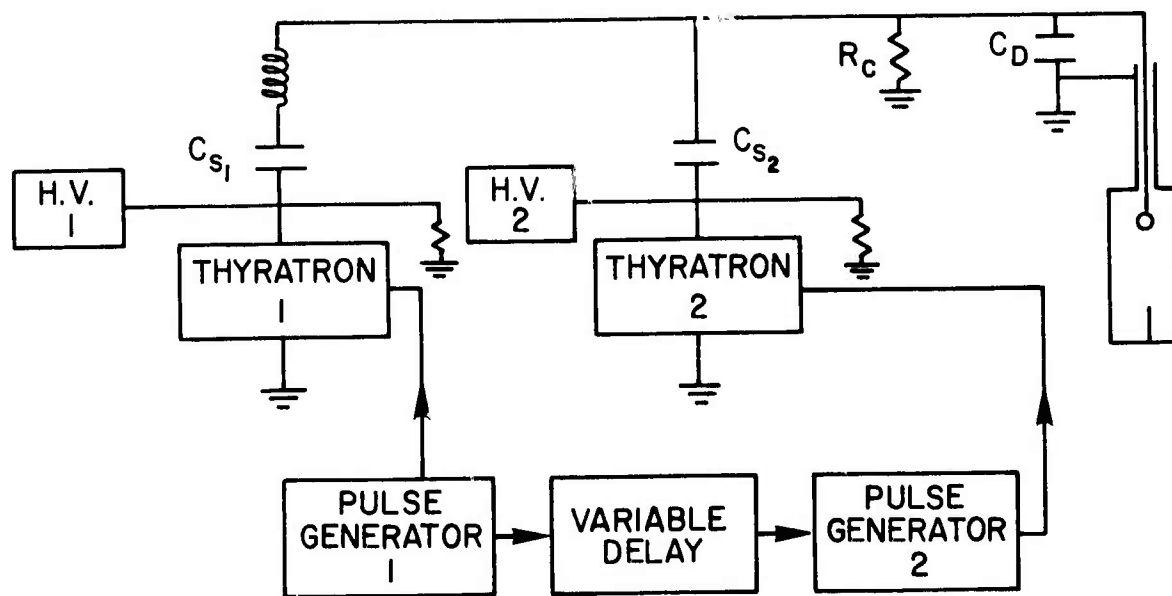 R_C
C_D
C_S1
C_S2
H.V.
1
H.V.
2
THYRATRON
1
THYRATRON
2
PULSE
GENERATOR
1
VARIABLE
DELAY
PULSE
GENERATOR
2